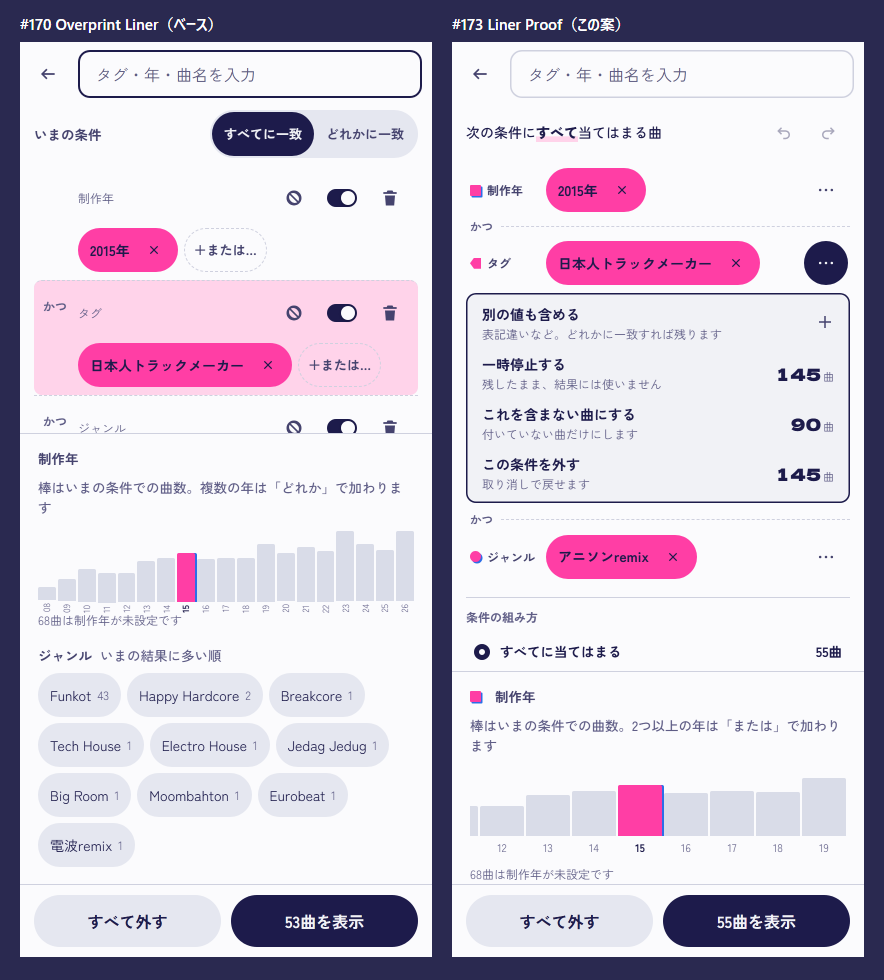 #170 Overprint Liner（ベース）
タグ・年・曲名を入力
いまの条件
すべてに一致 どれかに一致
制作年
2015年 × ＋または…
かつ タグ
日本人トラックメーカー × ＋または…
かつ ジャンル
制作年
棒はいまの条件での曲数。複数の年は「どれか」で加わりま
す
08 09 10 11 12 13 14 15 16 17 18 19 20 21 22 23 24 25 26
68曲は制作年が未設定です
ジャンル いまの結果に多い順
Funkot 43 Happy Hardcore 2 Breakcore 1
Tech House 1 Electro House 1 Jedag Jedug 1
Big Room 1 Moombahton 1 Eurobeat 1
電波remix 1
すべて外す 53曲を表示
#173 Liner Proof（この案）
タグ・年・曲名を入力
次の条件にすべて当てはまる曲
制作年 2015年 × …
かつ
タグ 日本人トラックメーカー × …
別の値も含める
表記違いなど。どれかに一致すれば残ります
＋
一時停止する
残したまま、結果には使いません
145曲
これを含まない曲にする
付いていない曲だけにします
90曲
この条件を外す
取り消しで戻せます
145曲
かつ
ジャンル アニソンremix × …
条件の組み方
すべてに当てはまる 55曲
制作年
棒はいまの条件での曲数。2つ以上の年は「または」で加わり
ます
12 13 14 15 16 17 18 19
68曲は制作年が未設定です
すべて外す 55曲を表示